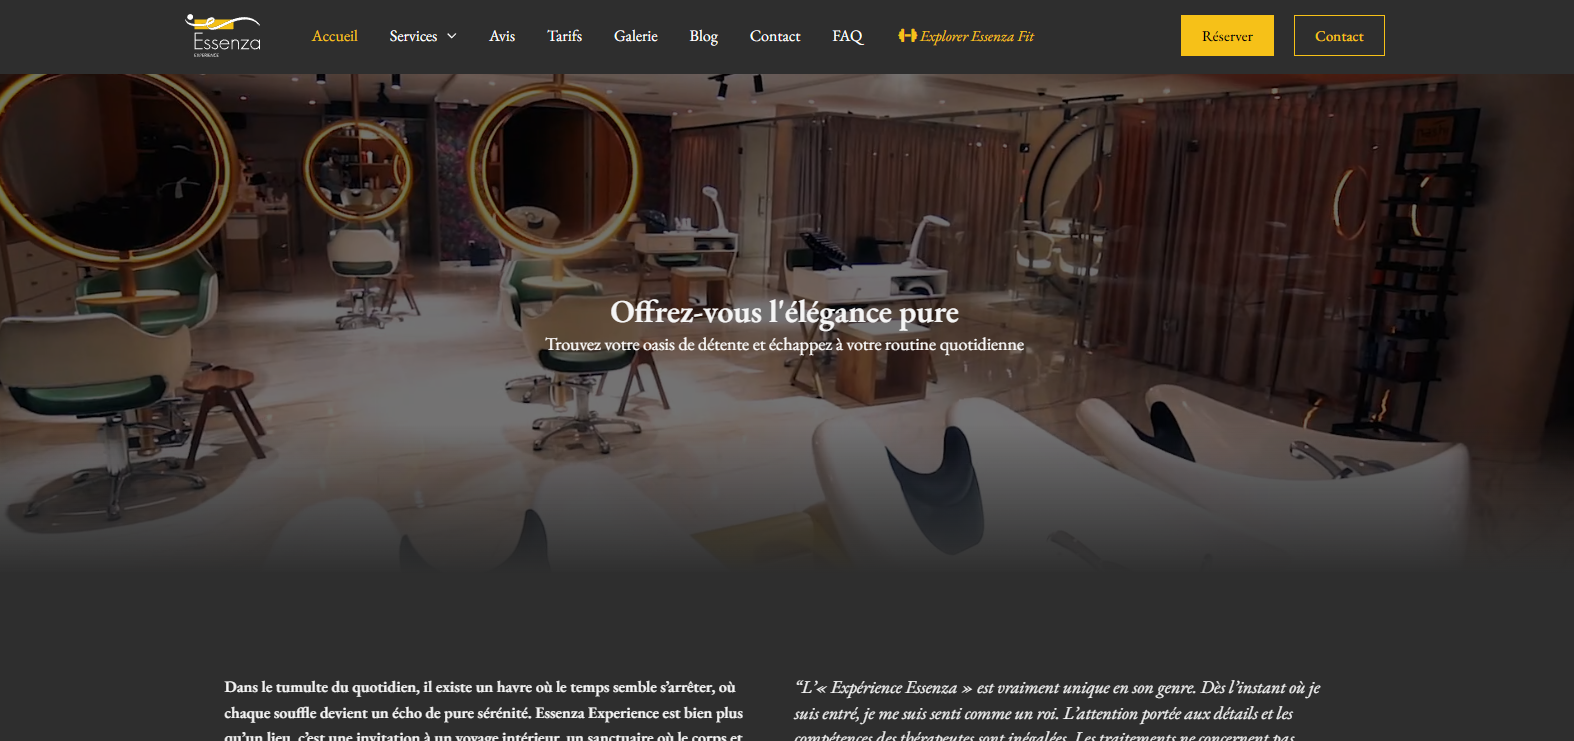 Essenza
EXPERIENCE
Accueil Services Avis Tarifs Galerie Blog Contact FAQ Explorer Essenza Fit Réserver Contact
Offrez-vous l'élégance pure
Trouvez votre oasis de détente et échappez à votre routine quotidienne
Dans le tumulte du quotidien, il existe un havre où le temps semble s’arrêter, où
chaque souffle devient un écho de pure sérénité. Essenza Experience est bien plus
qu’un lieu, c’est une invitation à un voyage intérieur, un sanctuaire où le corps et
“L’« Expérience Essenza » est vraiment unique en son genre. Dès l’instant où je
suis entré, je me suis senti comme un roi. L’attention portée aux détails et les
compétences des thérapeutes sont inégalées. Les traitements ne concernent pas